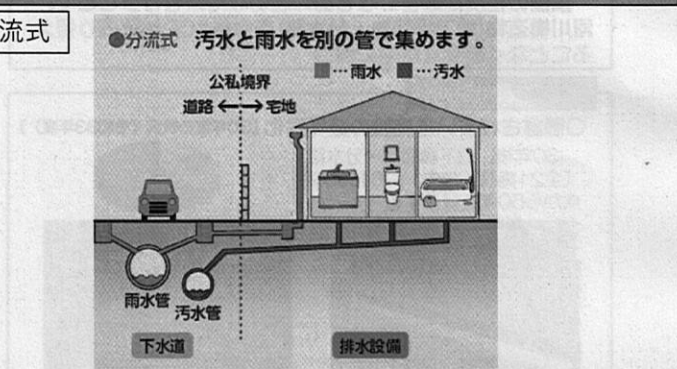 流式
●分流式 汚水と雨水を別の管で集めます。
■…雨水 ■…汚水
公私境界
道路←→宅地
雨水管
汚水管
下水道
排水設備